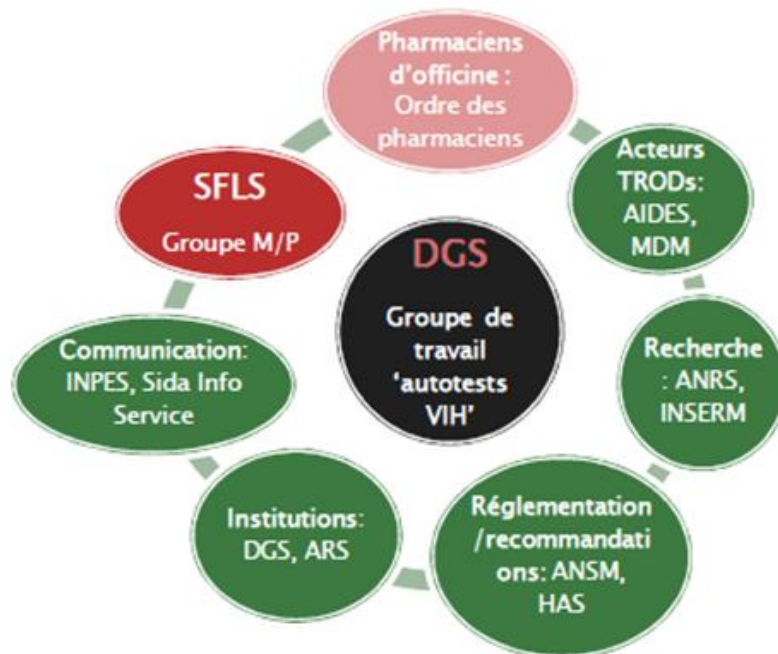 Pharmaciens
d'officine :
Ordre des
pharmaciens
Acteurs
TRODs:
AIDES,
MDM
Recherche
: ANRS,
INSERM
Réglementation
/recommandati
ons: ANSM,
HAS
Institutions:
DGS, ARS
Communication:
INPES, Sida Info
Service
SFLS
Groupe M/P
DGS
Groupe de
travail
‘autotests
VIH’